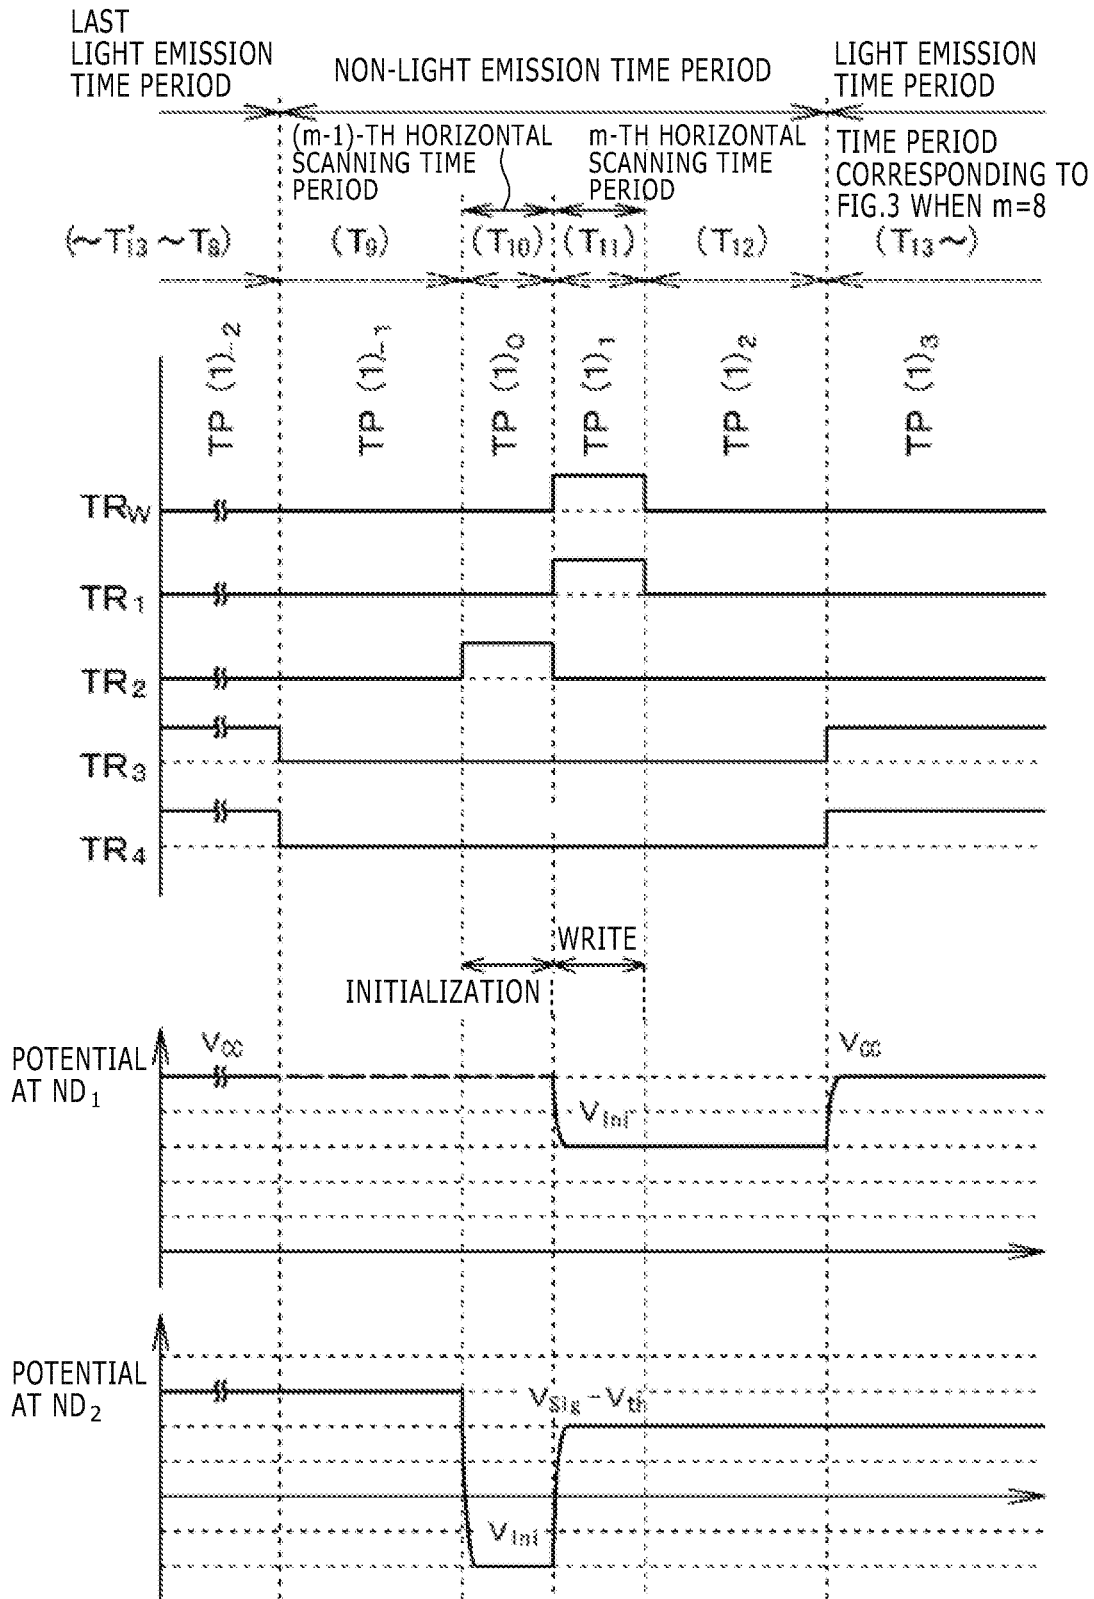 LAST
LIGHT EMISSION
TIME PERIOD
NON-LIGHT EMISSION TIME PERIOD
LIGHT EMISSION
TIME PERIOD
(m-1)-TH HORIZONTAL
SCANNING TIME
PERIOD
m-TH HORIZONTAL
SCANNING TIME
PERIOD
TIME PERIOD
CORRESPONDING TO
FIG.3 WHEN m=8
(~T'13 ~T8)
(T9)
(T10)
(T11)
(T12)
(T13~)
TP (1)-2
TP (1)-1
TP (1)0
TP (1)1
TP (1)2
TP (1)3
TRW
TR1
TR2
TR3
TR4
WRITE
INITIALIZATION
POTENTIAL
AT ND1
VCC
VIni
VCC
POTENTIAL
AT ND2
VSig -Vth
VIni